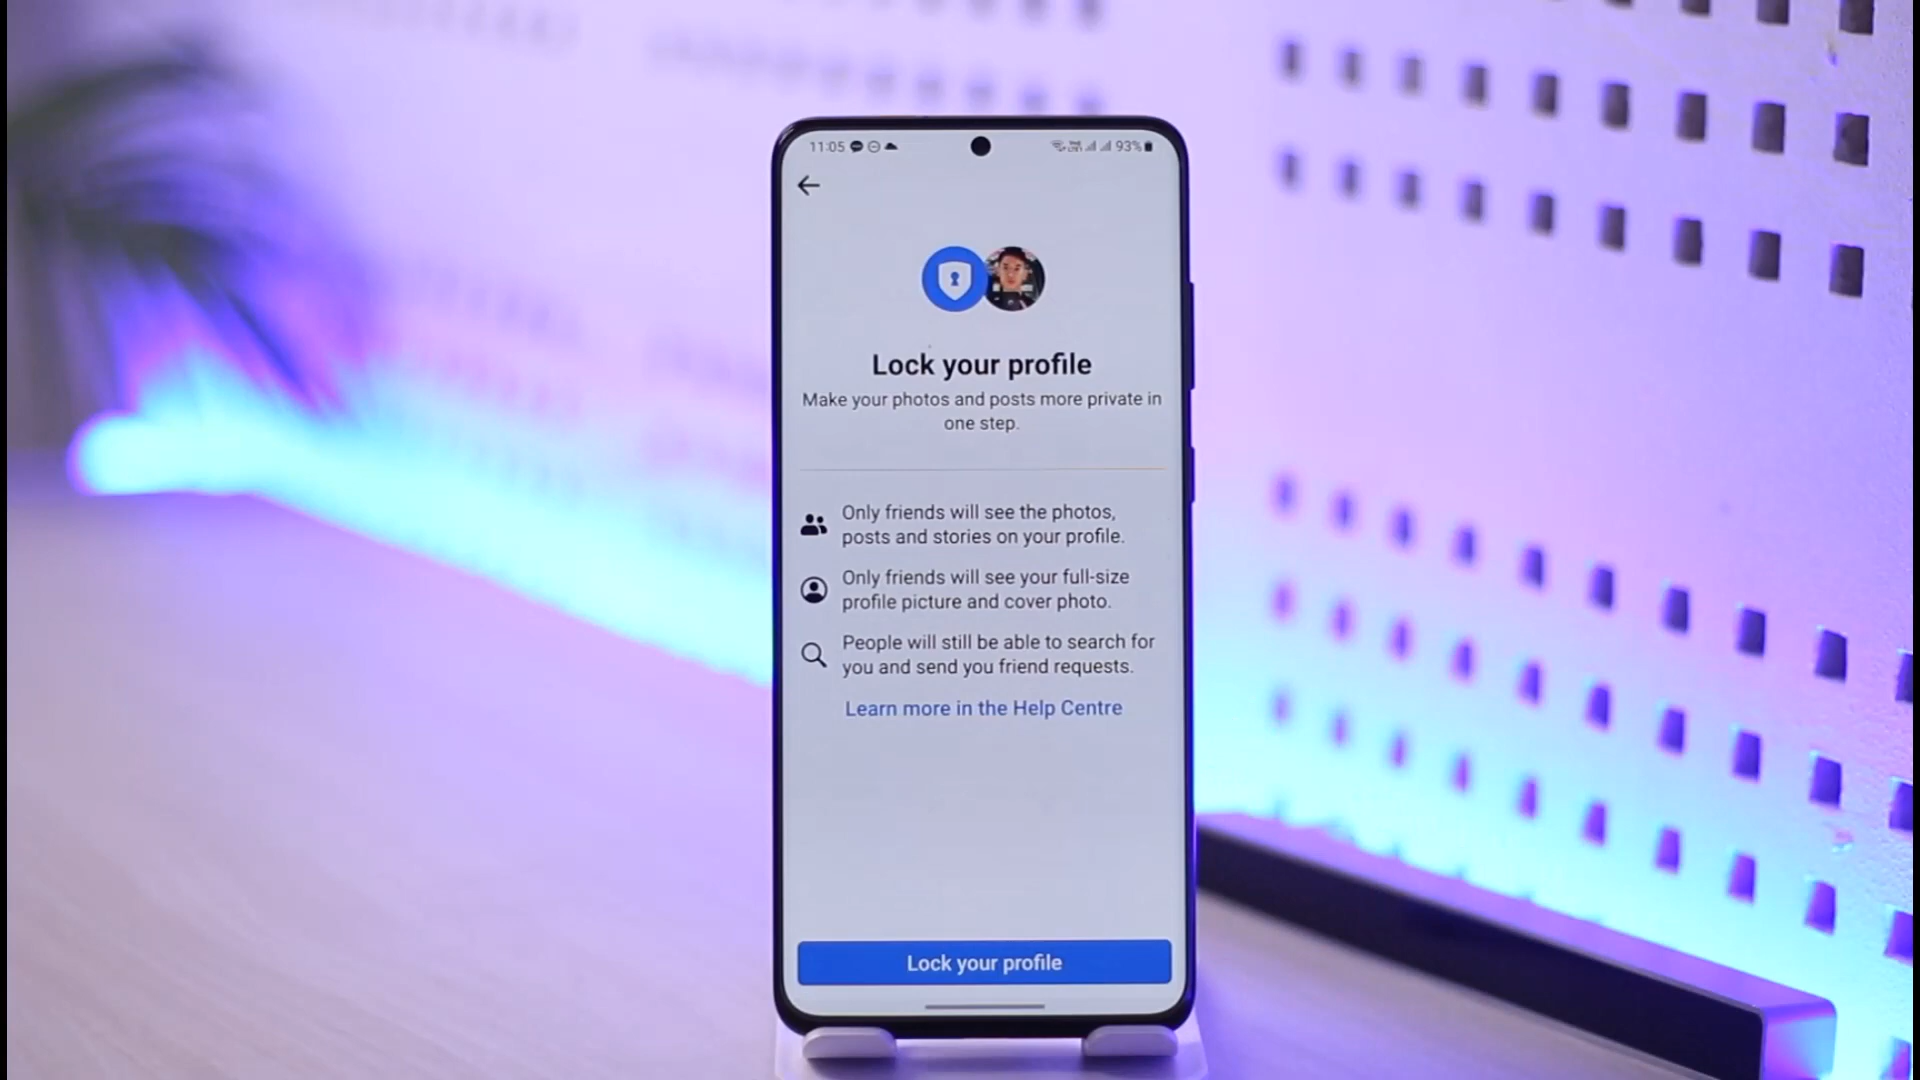 11:05
93%
Lock your profile
Make your photos and posts more private in
one step.
Only friends will see the photos,
posts and stories on your profile.
Only friends will see your full-size
profile picture and cover photo.
People will still be able to search for
you and send you friend requests.
Learn more in the Help Centre
Lock your profile